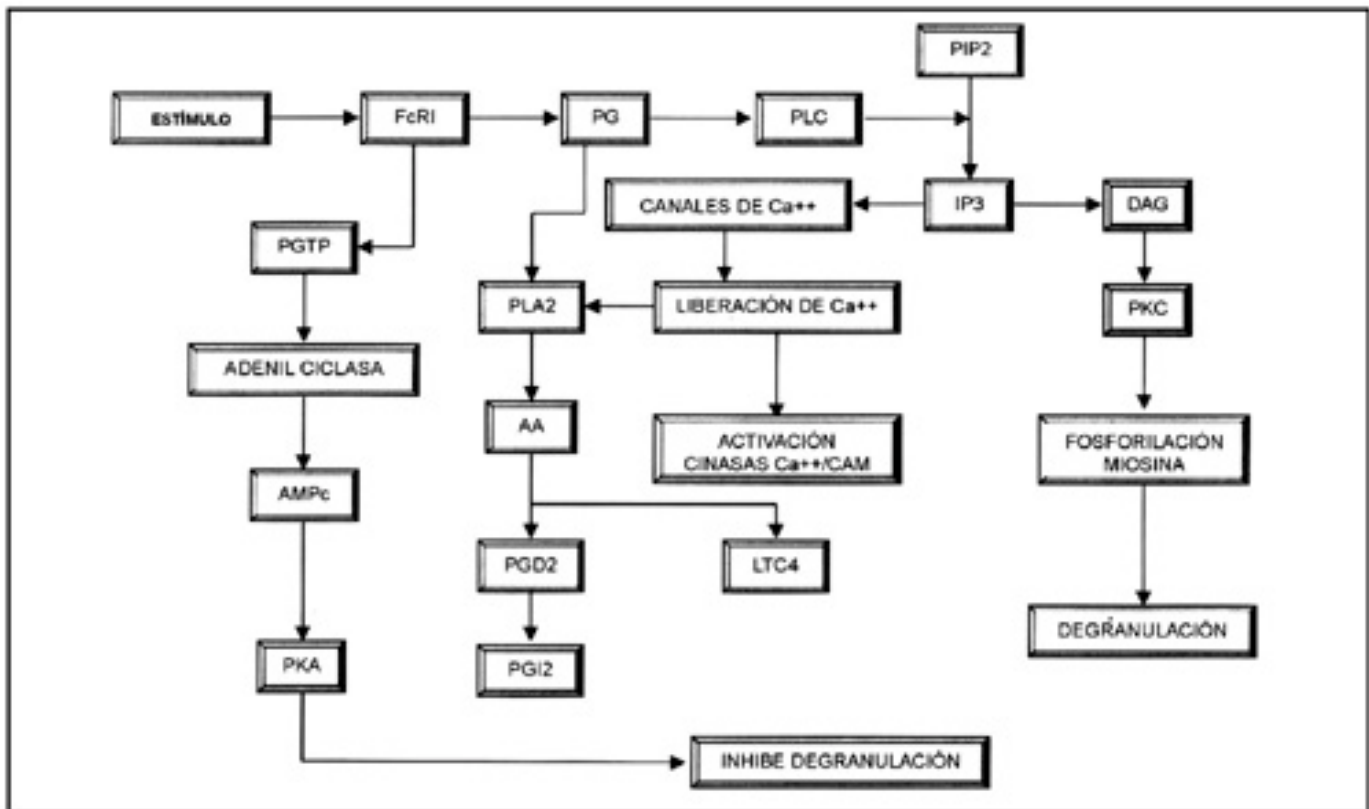 PIP2
ESTÍMULO
FcRI
PG
PLC
CANALES DE Ca++
IP3
DAG
PGTP
PLA2
LIBERACIÓN DE Ca++
PKC
ADENIL CICLASA
AA
ACTIVACIÓN
CINASAS Ca++/CAM
FOSFORILACIÓN
MIOSINA
AMPc
PGD2
LTC4
DEGRANULACIÓN
PKA
PGI2
INHIBE DEGRANULACIÓN